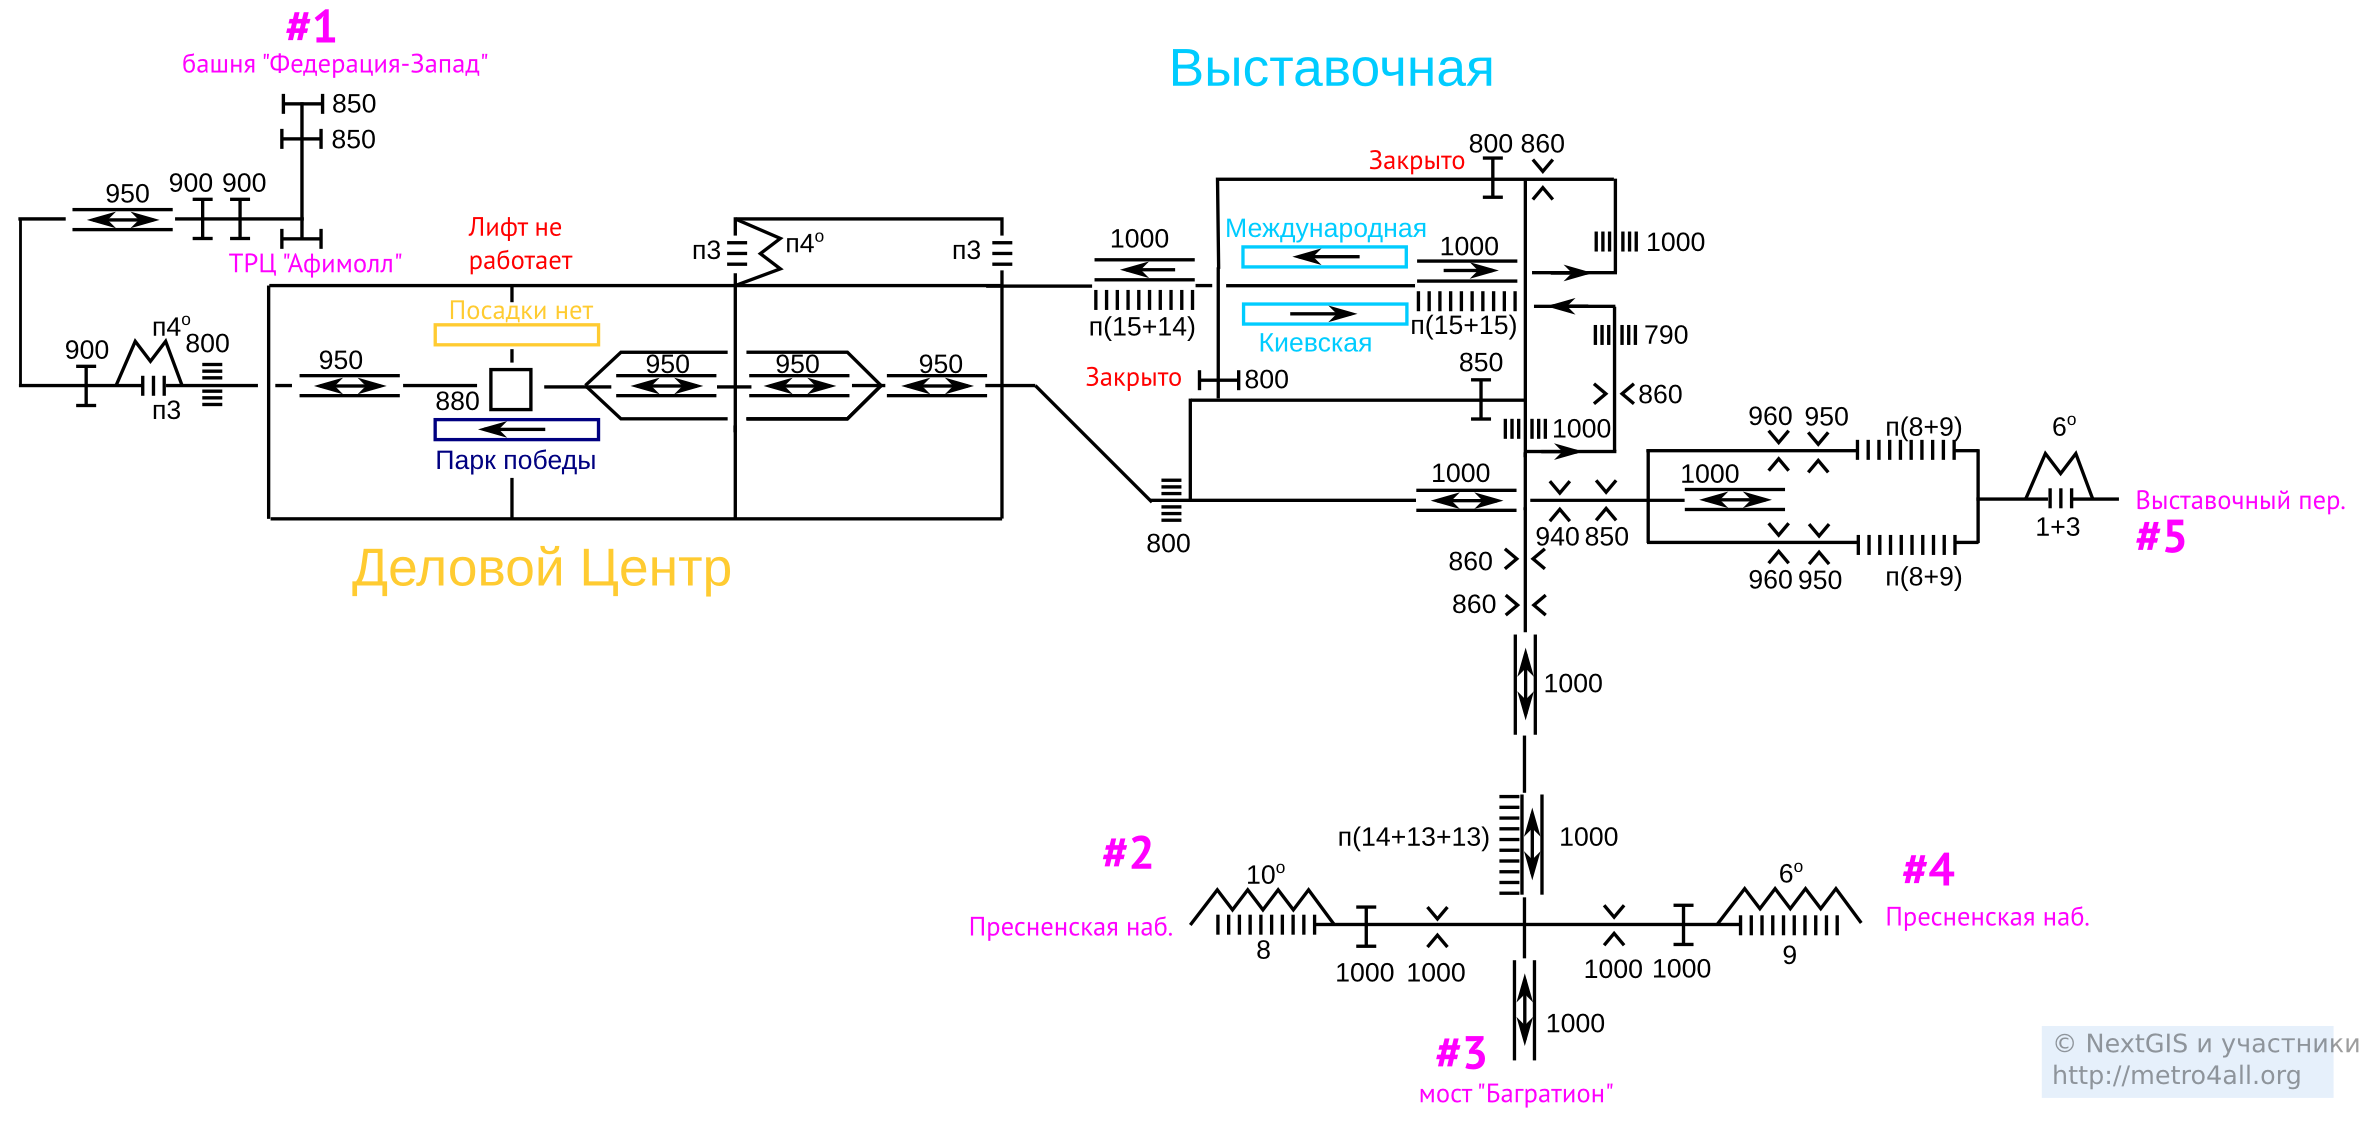 #1
башня "Федерация-Запад"
850
850
950
900
900
ТРЦ "Афимолл"
900
п4º
800
п3
Лифт не
работает
Посадки нет
950
880
Парк победы
950
950
950
п3
п4º
п3
Деловой Центр
Выставочная
Закрыто
800
860
1000
Международная
1000
1000
п(15+14)
п(15+15)
Киевская
790
850
Закрыто
800
860
1000
1000
800
940
850
960
950
п(8+9)
1000
960
950
п(8+9)
6º
1+3
Выставочный пер.
#5
860
860
1000
п(14+13+13)
1000
#2
Пресненская наб.
10º
8
1000
1000
1000
1000
6º
9
#4
Пресненская наб.
1000
#3
мост "Багратион"
© NextGIS и участники
http://metro4all.org